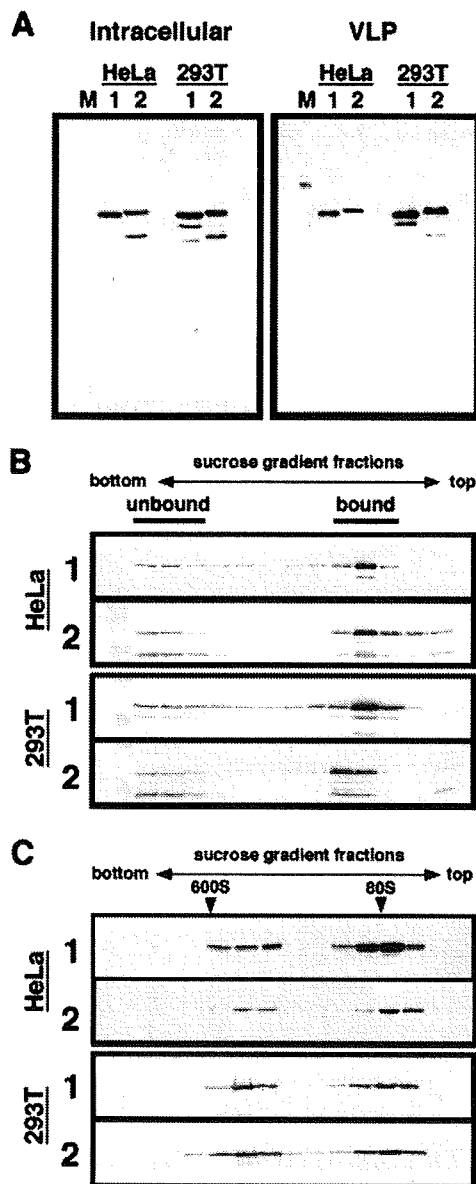 A
Intracellular VLP
HeLa 293T HeLa 293T
M 1 2 1 2 M 1 2 1 2
B
sucrose gradient fractions
bottom top
unbound bound
HeLa
1
2
293T
1
2
C
sucrose gradient fractions
bottom top
600S 80S
HeLa
1
2
293T
1
2